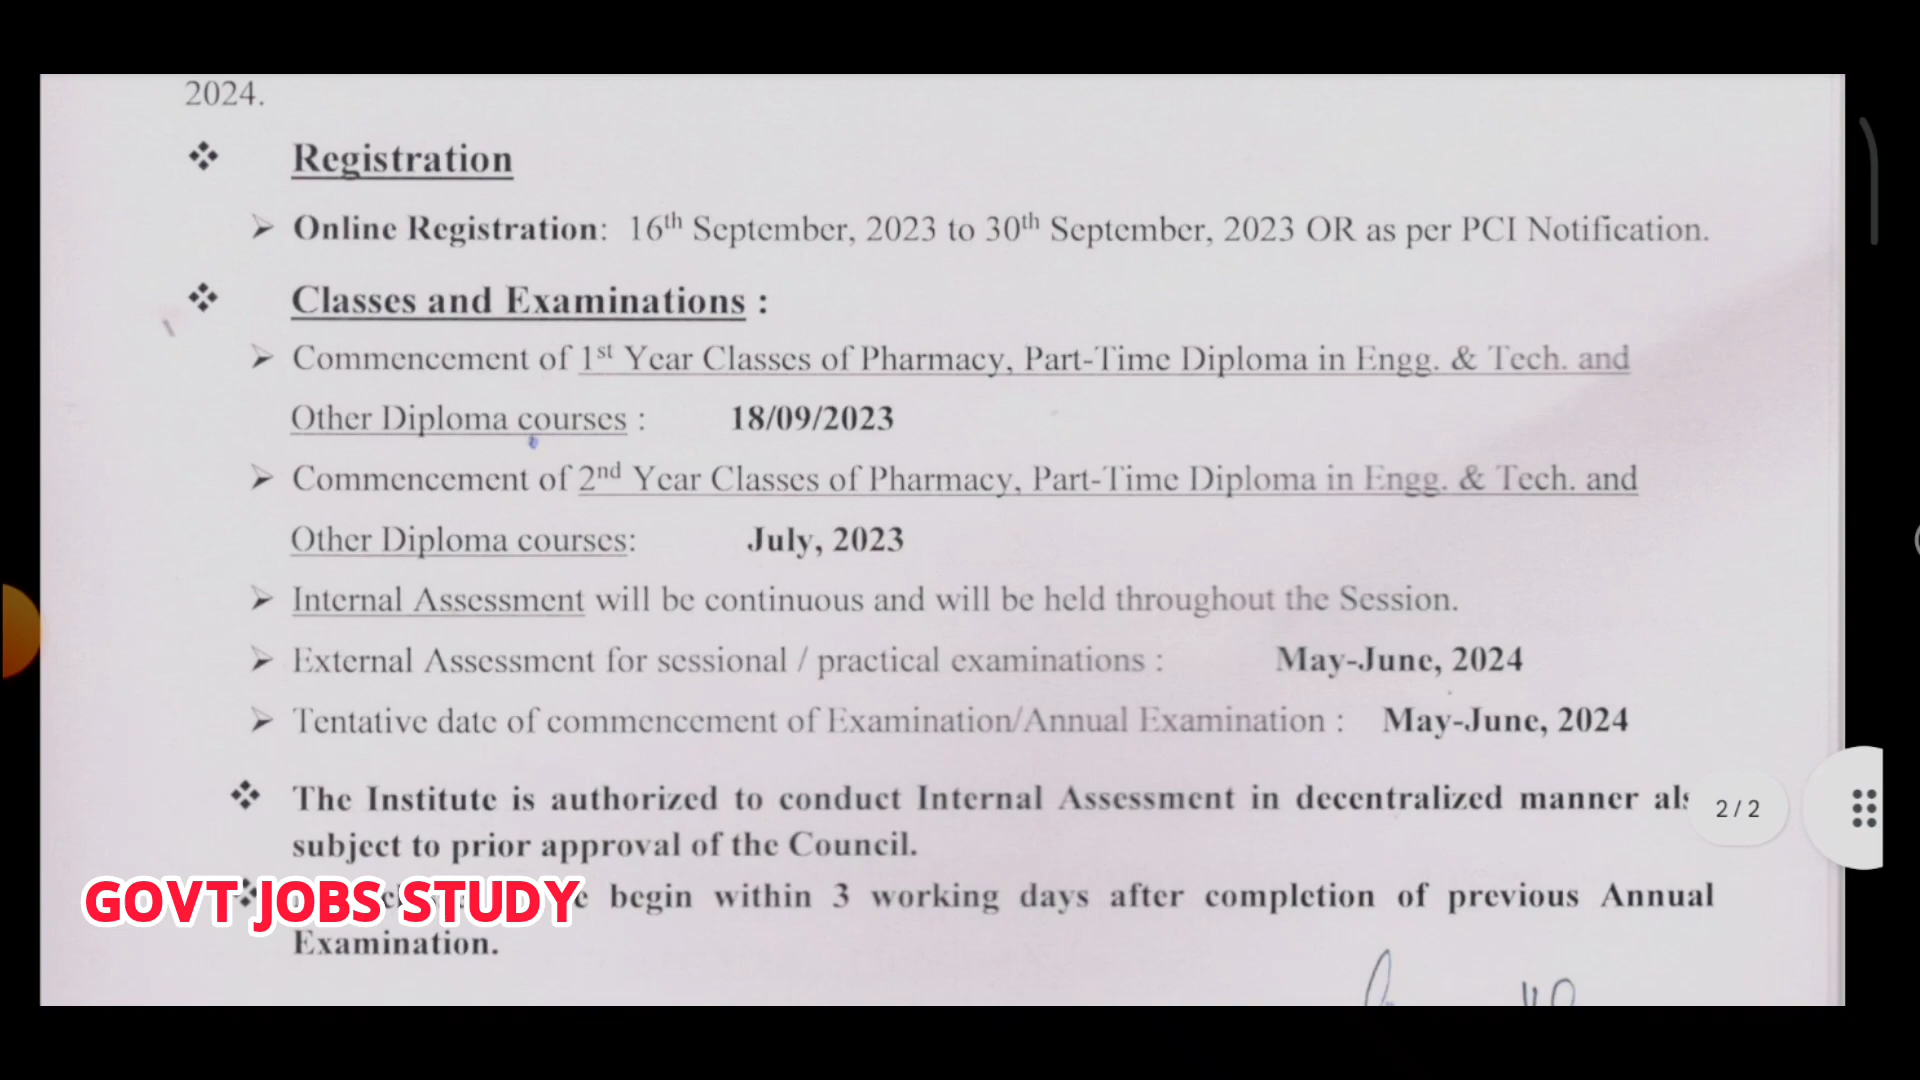 2024.
❖ Registration
➢ Online Registration: 16th September, 2023 to 30th September, 2023 OR as per PCI Notification.
❖ Classes and Examinations :
➢ Commencement of 1st Year Classes of Pharmacy, Part-Time Diploma in Engg. & Tech. and
Other Diploma courses : 18/09/2023
➢ Commencement of 2nd Year Classes of Pharmacy, Part-Time Diploma in Engg. & Tech. and
Other Diploma courses: July, 2023
➢ Internal Assessment will be continuous and will be held throughout the Session.
➢ External Assessment for sessional / practical examinations : May-June, 2024
➢ Tentative date of commencement of Examination/Annual Examination : May-June, 2024
❖ The Institute is authorized to conduct Internal Assessment in decentralized manner
2 / 2
subject to prior approval of the Council.
GOVT JOBS STUDY
begin within 3 working days after completion of previous Annual
Examination.